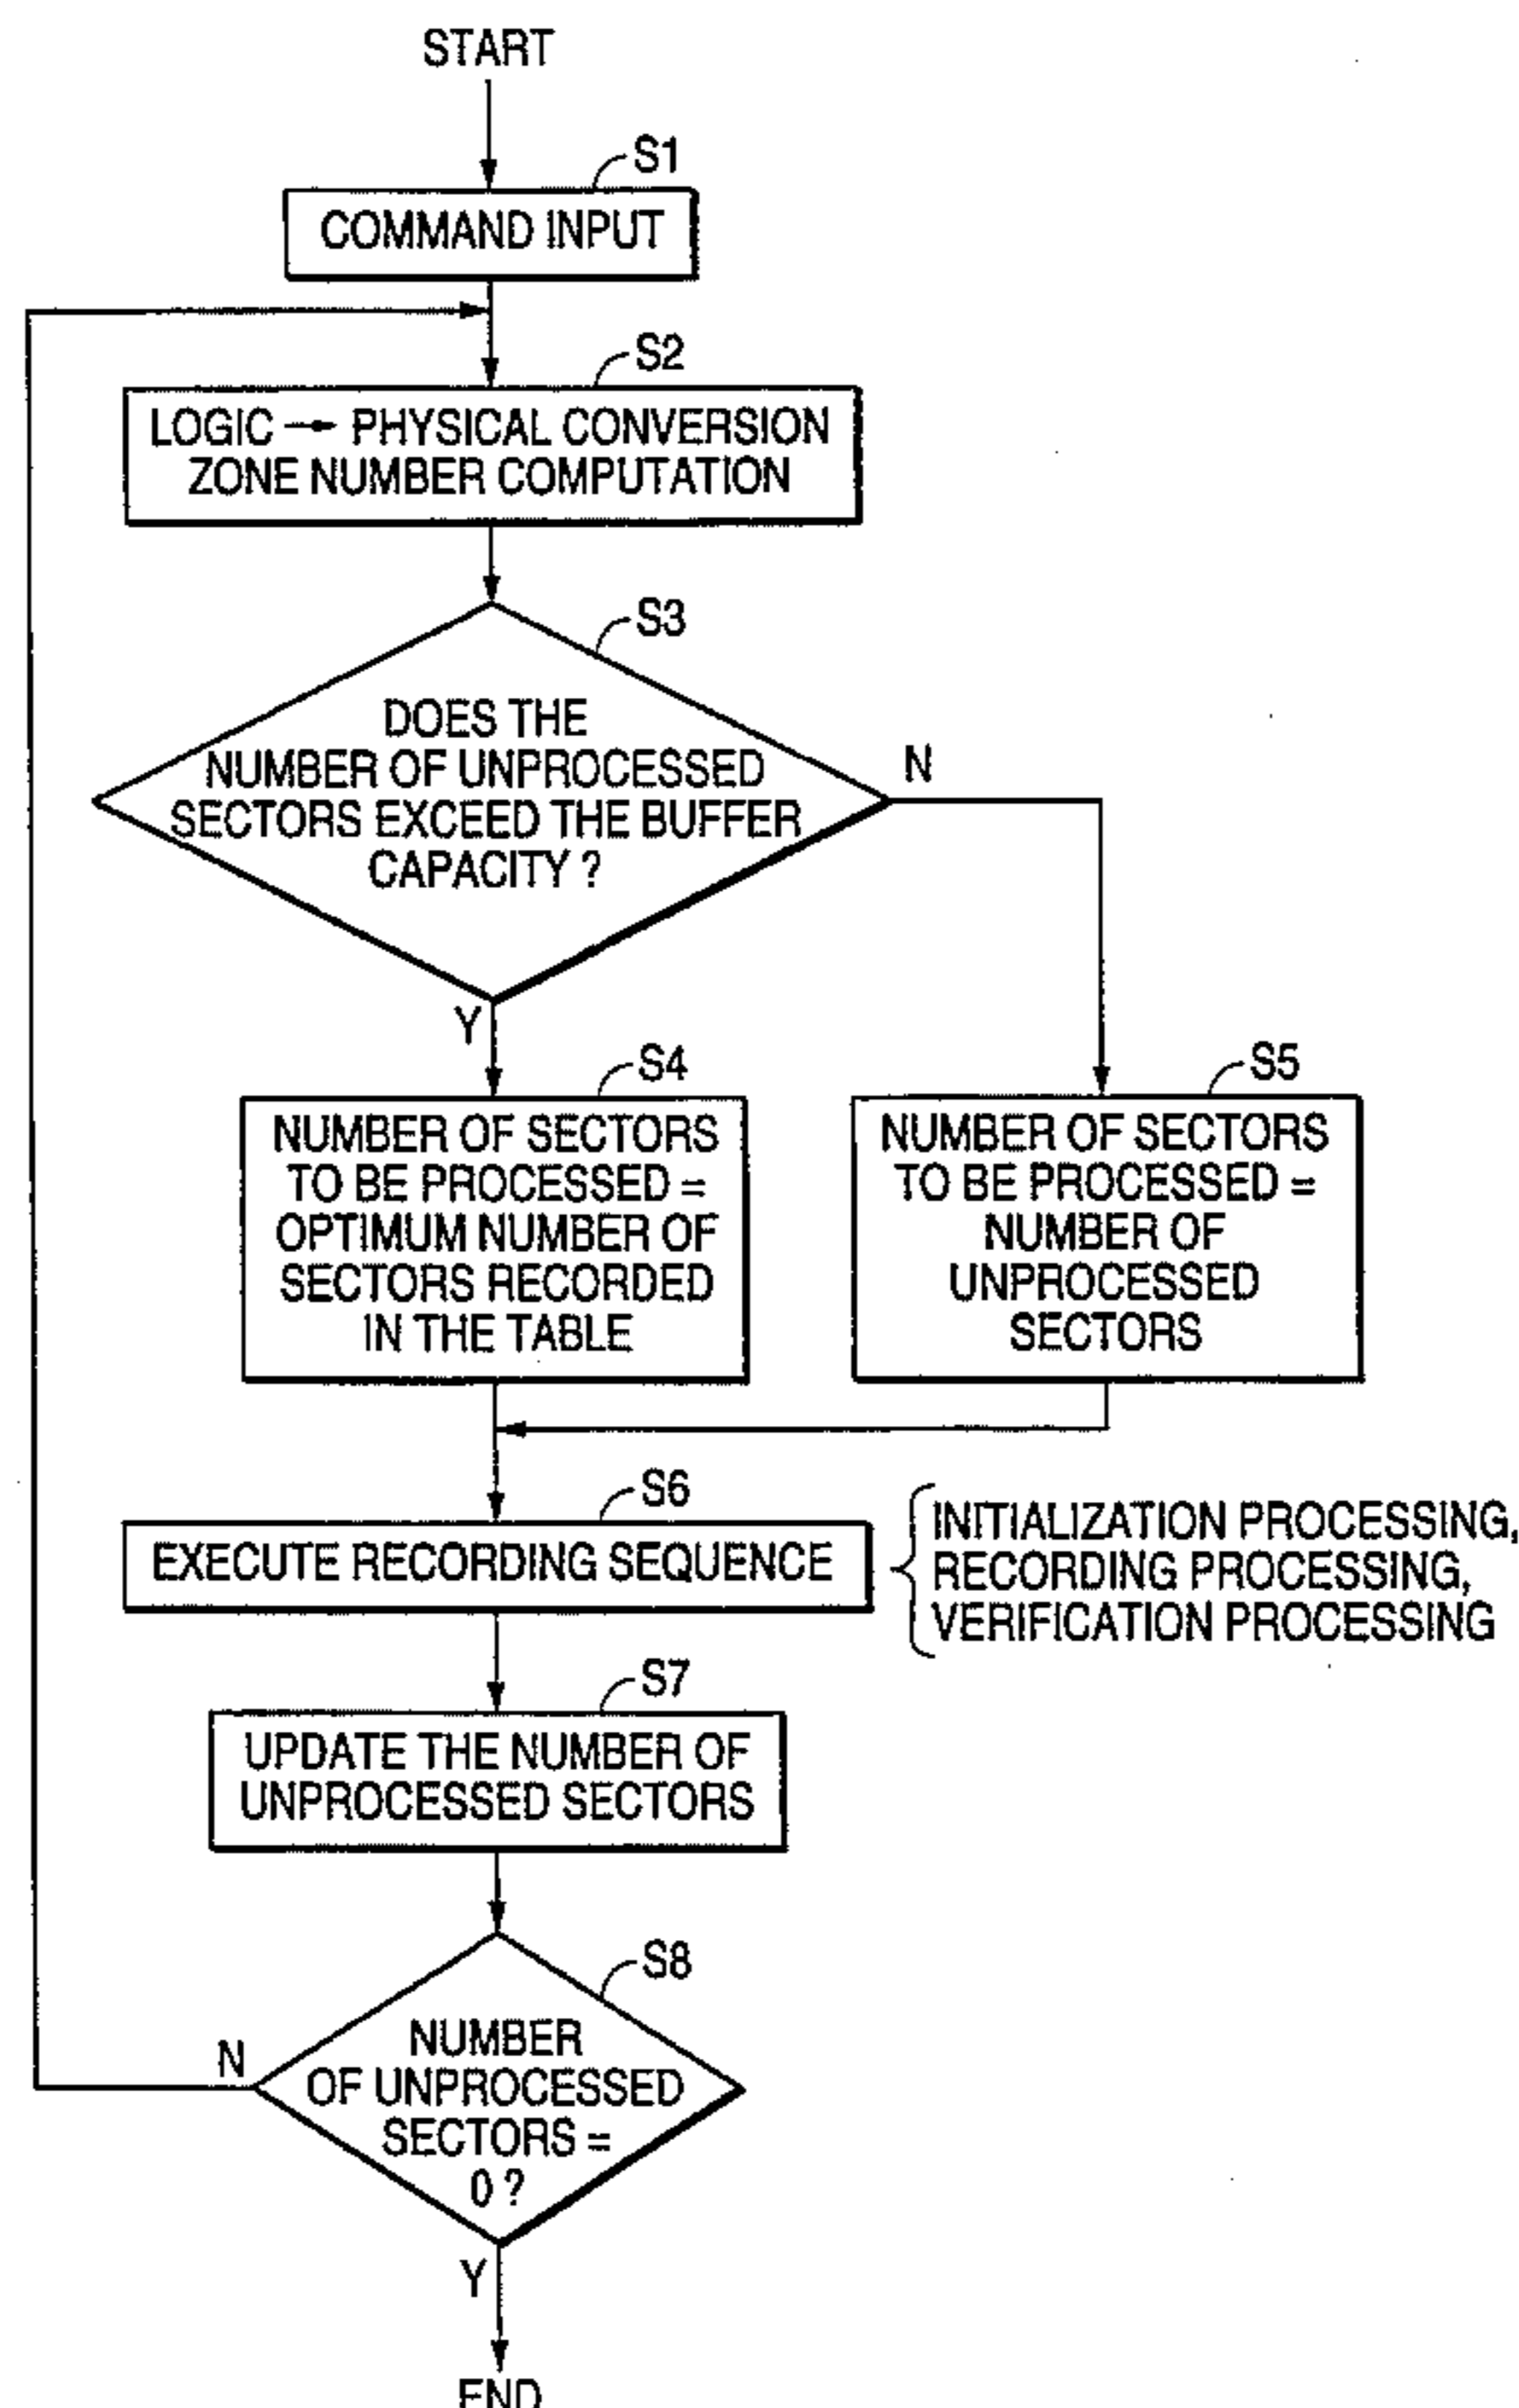 START
S1
COMMAND INPUT
S2
LOGIC → PHYSICAL CONVERSION
ZONE NUMBER COMPUTATION
S3
DOES THE
NUMBER OF UNPROCESSED
SECTORS EXCEED THE BUFFER
CAPACITY ?
N
Y
S4
NUMBER OF SECTORS
TO BE PROCESSED =
OPTIMUM NUMBER OF
SECTORS RECORDED
IN THE TABLE
S5
NUMBER OF SECTORS
TO BE PROCESSED =
NUMBER OF
UNPROCESSED
SECTORS
S6
EXECUTE RECORDING SEQUENCE
INITIALIZATION PROCESSING,
RECORDING PROCESSING,
VERIFICATION PROCESSING
S7
UPDATE THE NUMBER OF
UNPROCESSED SECTORS
S8
NUMBER
OF UNPROCESSED
SECTORS =
0 ?
N
Y
END